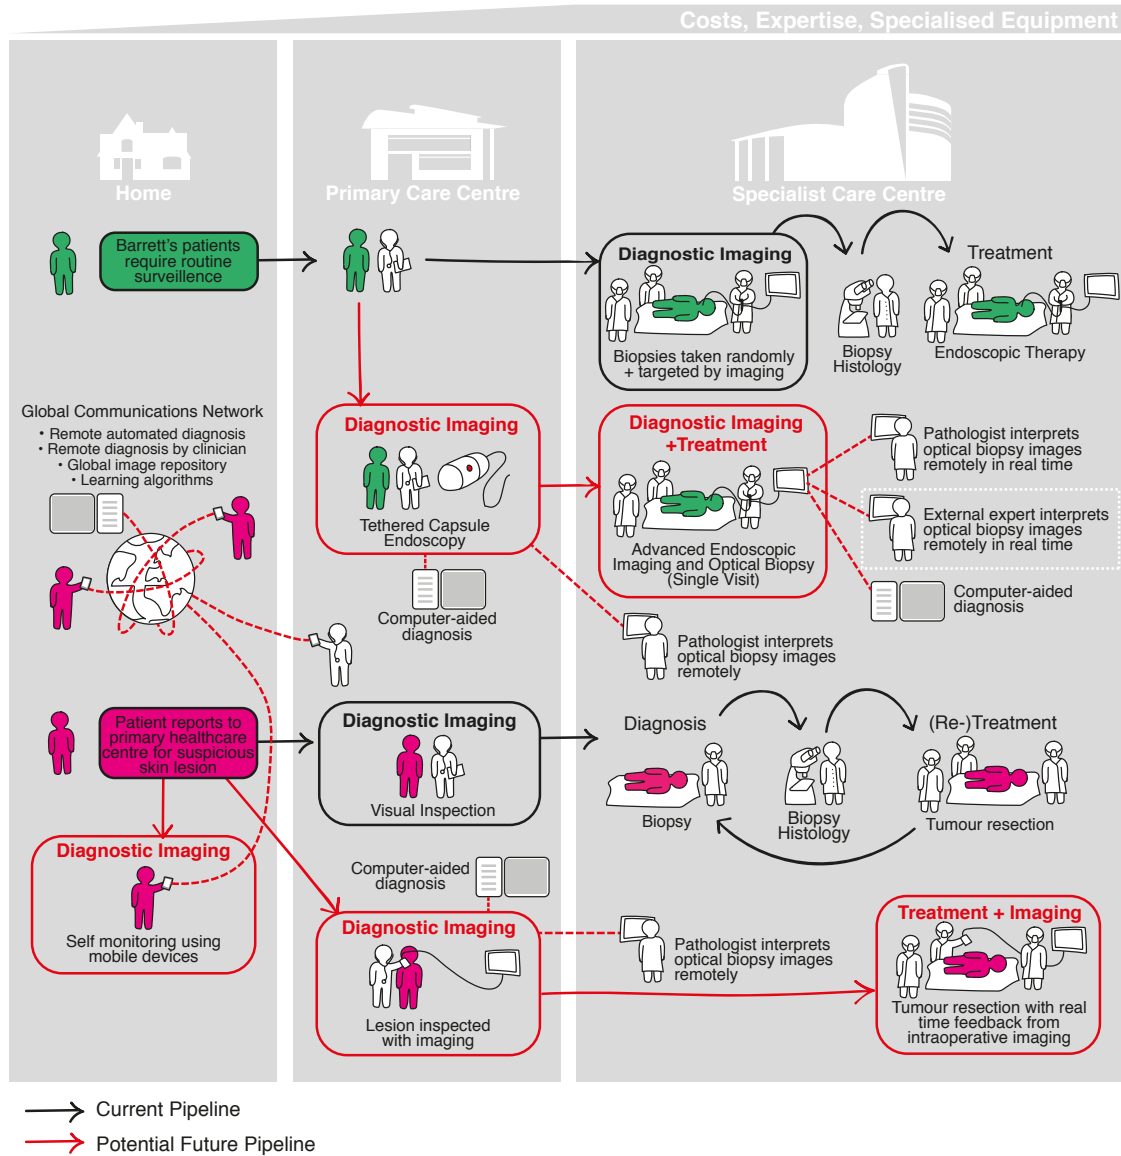 Costs, Expertise, Specialised Equipment
Home
Primary Care Centre
Specialist Care Centre
Barrett's patients
require routine
surveillence
Diagnostic Imaging
Biopsies taken randomly
+ targeted by imaging
Biopsy
Histology
Treatment
Endoscopic Therapy
Global Communications Network
• Remote automated diagnosis
• Remote diagnosis by clinician
• Global image repository
• Learning algorithms
Diagnostic Imaging
Tethered Capsule
Endoscopy
Computer-aided
diagnosis
Diagnostic Imaging
+Treatment
Advanced Endoscopic
Imaging and Optical Biopsy
(Single Visit)
Pathologist interprets
optical biopsy images
remotely in real time
External expert interprets
optical biopsy images
remotely in real time
Computer-aided
diagnosis
Pathologist interprets
optical biopsy images
remotely
Patient reports to
primary healthcare
centre for suspicious
skin lesion
Diagnostic Imaging
Visual Inspection
Diagnosis
Biopsy
Biopsy
Histology
(Re-)Treatment
Tumour resection
Diagnostic Imaging
Self monitoring using
mobile devices
Computer-aided
diagnosis
Diagnostic Imaging
Lesion inspected
with imaging
Pathologist interprets
optical biopsy images
remotely
Treatment + Imaging
Tumour resection with real
time feedback from
intraoperative imaging
Current Pipeline
Potential Future Pipeline